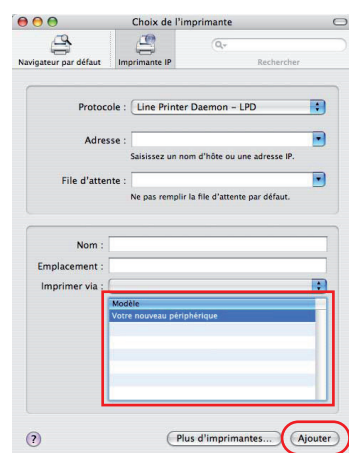 Choix de l'imprimante
Navigateur par défaut
Imprimante IP
Rechercher
Protocole : Line Printer Daemon – LPD
Adresse :
Saisissez un nom d'hôte ou une adresse IP.
File d'attente :
Ne pas remplir la file d'attente par défaut.
Nom :
Emplacement :
Imprimer via :
Modèle
Votre nouveau périphérique
? Plus d'imprimantes... Ajouter